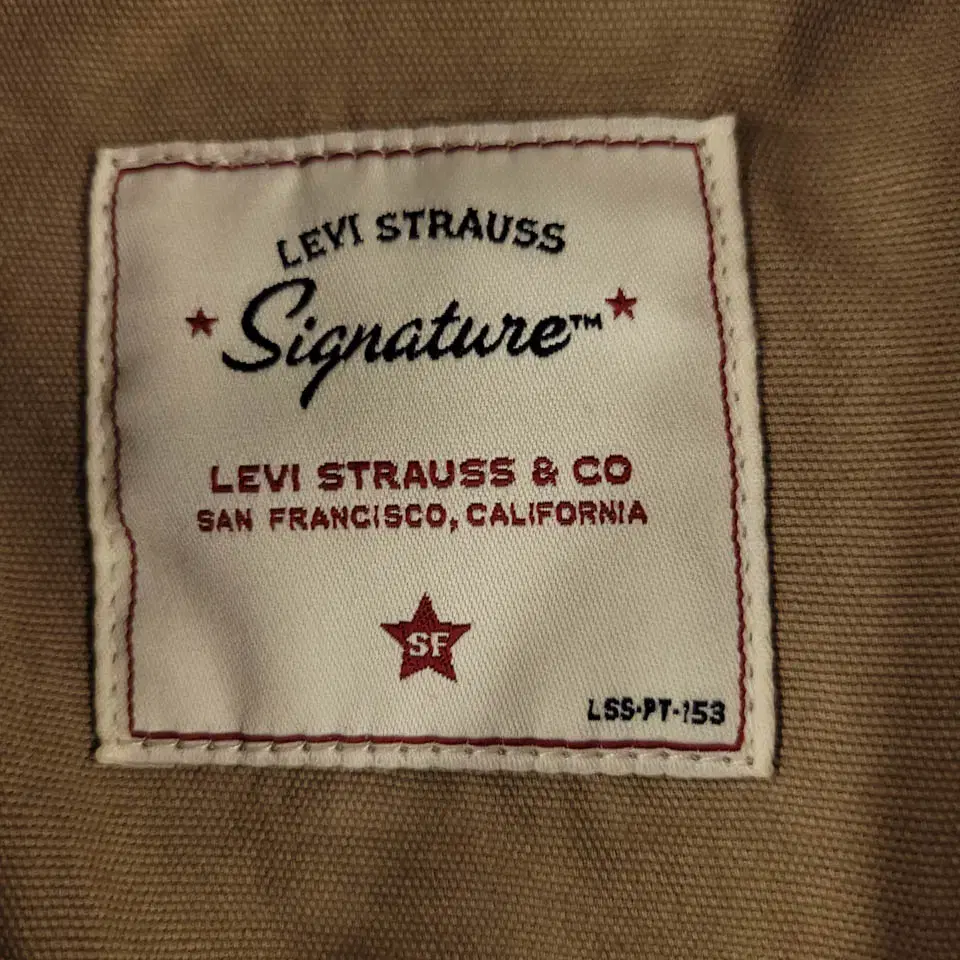 LEVI STRAUSS
Signature™
LEVI STRAUSS & CO
SAN FRANCISCO, CALIFORNIA
SF
LSS-PT-153